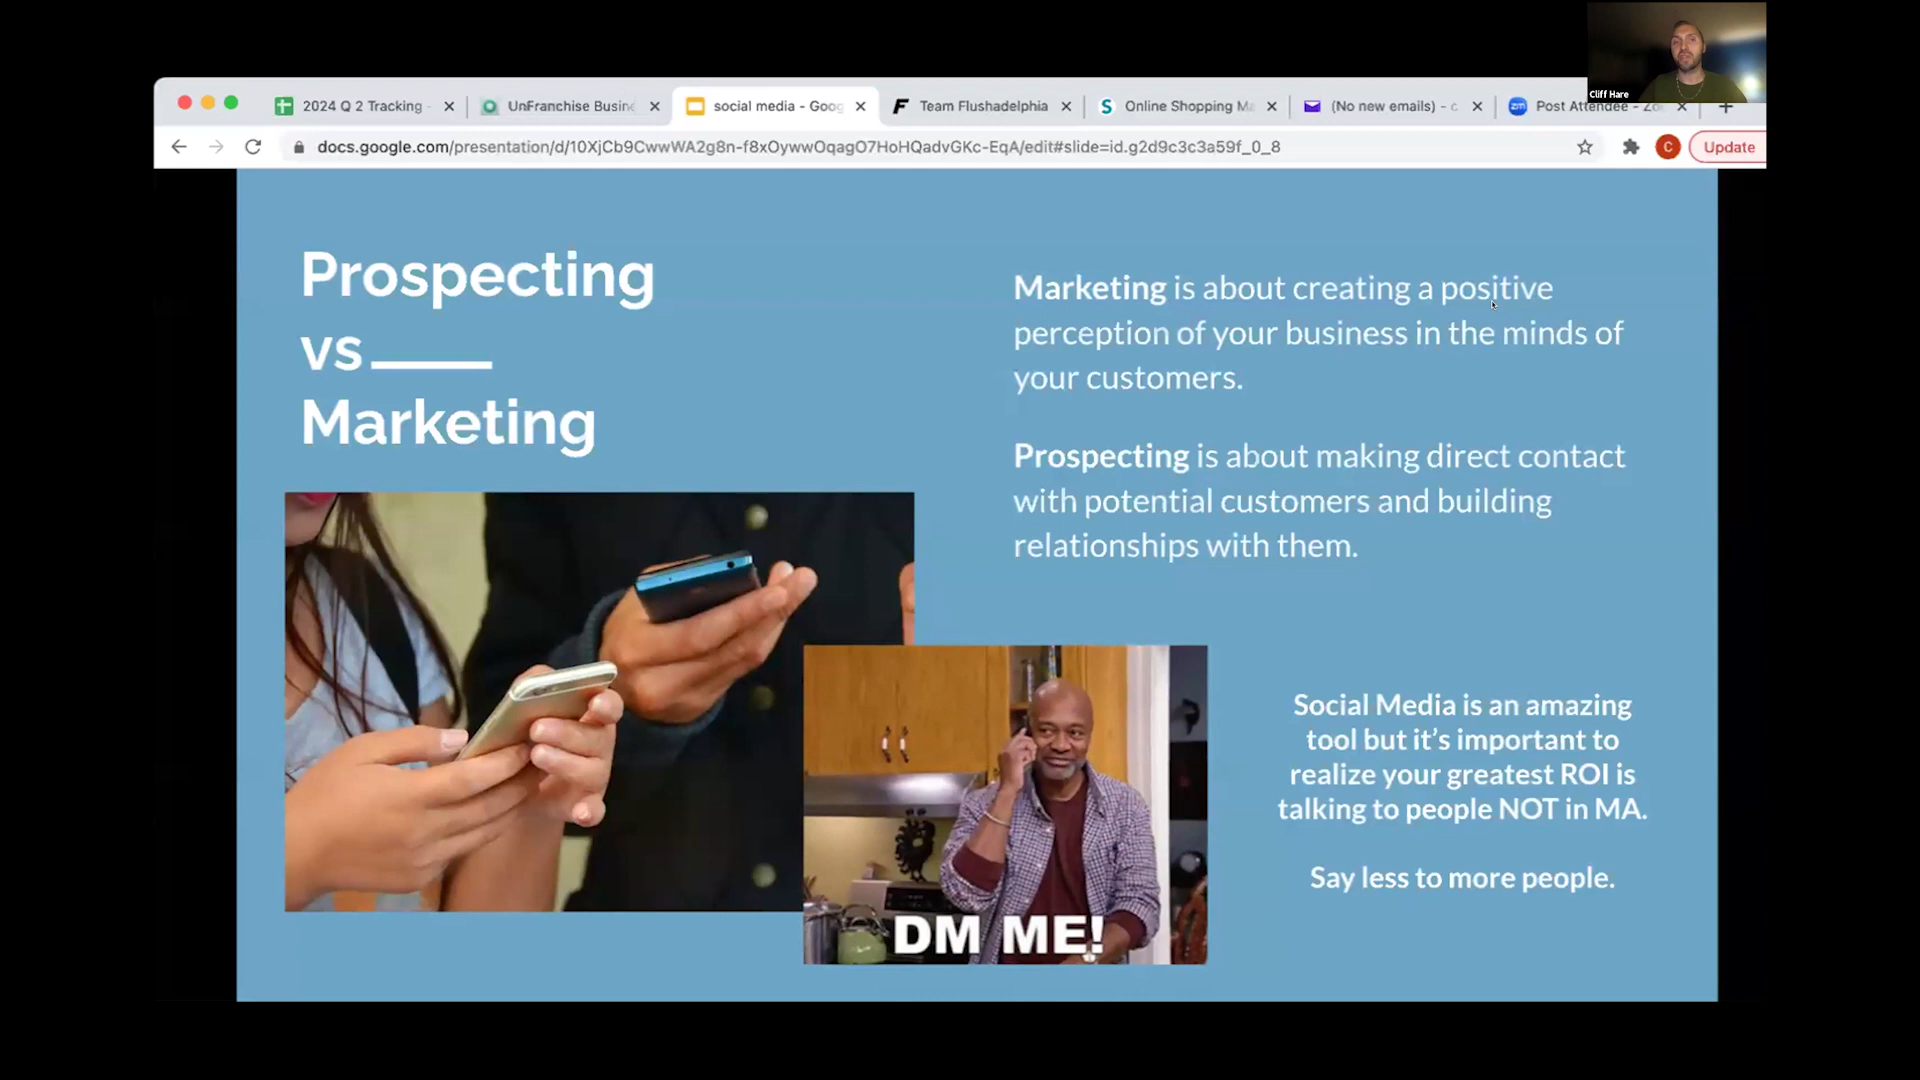 Cliff Hare
2024 Q 2 Tracking -
UnFranchise Busine
social media - Goog
Team Flushadelphia
Online Shopping Ma
(No new emails) - c
Post Attendee - Zo
docs.google.com/presentation/d/10XjCb9CwwWA2g8n-f8xOywwOqagO7HoHQadvGKc-EqA/edit#slide=id.g2d9c3c3a59f_0_8
C
Update
Prospecting
vs
Marketing
Marketing is about creating a positive
perception of your business in the minds of
your customers.
Prospecting is about making direct contact
with potential customers and building
relationships with them.
DM ME!
Social Media is an amazing
tool but it's important to
realize your greatest ROI is
talking to people NOT in MA.
Say less to more people.